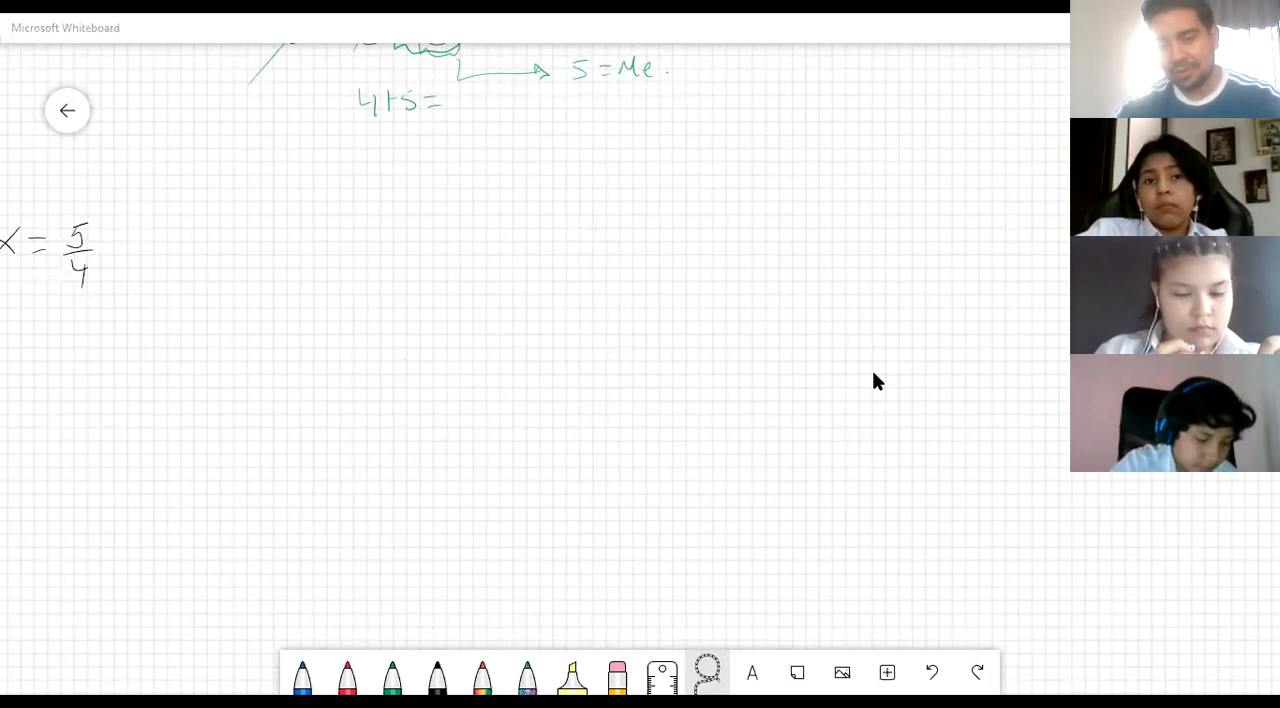 Microsoft Whiteboard
5 = Me.
4+5=
x = 5/4
A